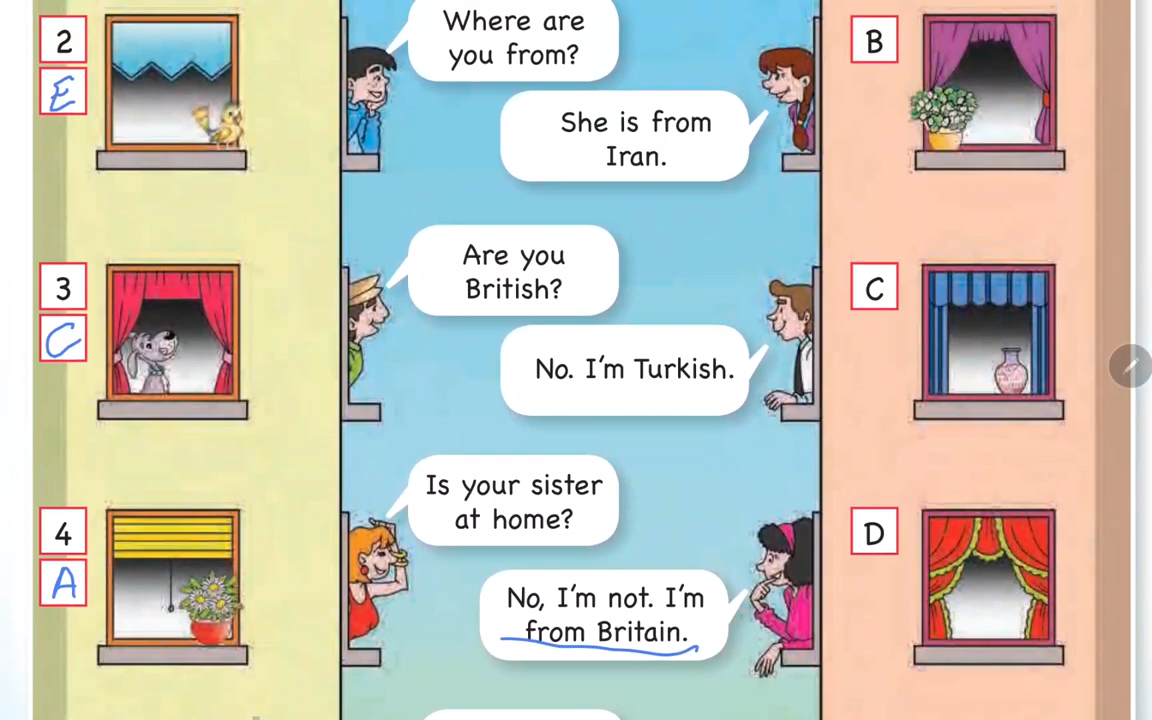 2
E
Where are
you from?
B
She is from
Iran.
3
C
Are you
British?
C
No. I'm Turkish.
4
A
Is your sister
at home?
D
No, I'm not. I'm
from Britain.